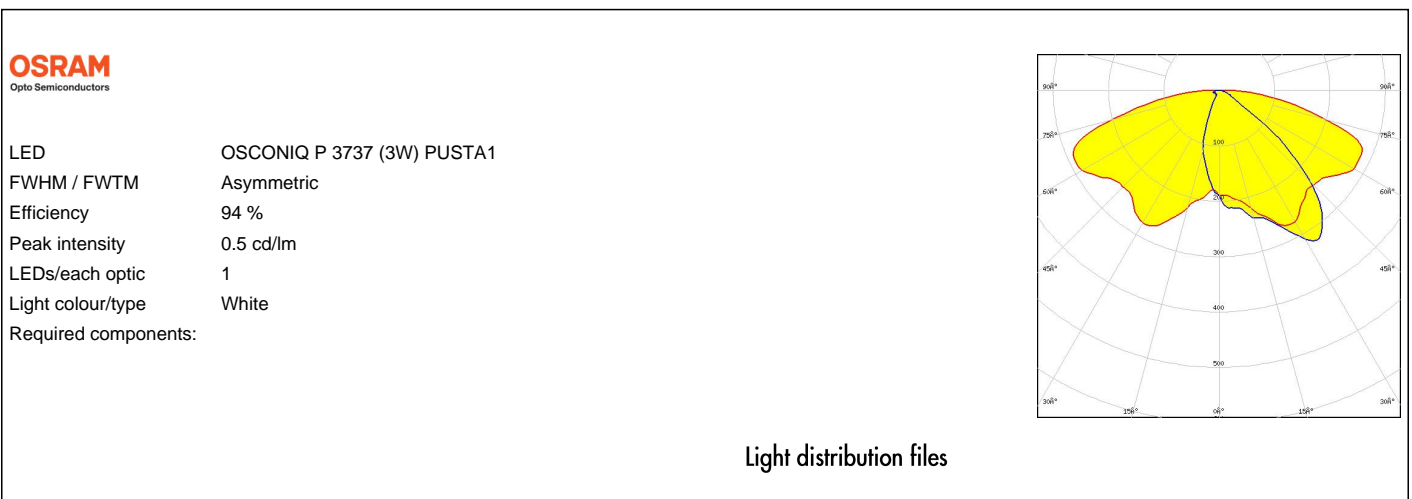 OSRAM
Opto Semiconductors
LED OSCONIQ P 3737 (3W) PUSTA1
FWHM / FWTM Asymmetric
Efficiency 94 %
Peak intensity 0.5 cd/lm
LEDs/each optic 1
Light colour/type White
Required components:
90Â° 90Â°
75Â° 75Â°
100
60Â° 60Â°
200
300
45Â° 45Â°
400
500
30Â° 30Â°
15Â° 0Â° 15Â°
Light distribution files